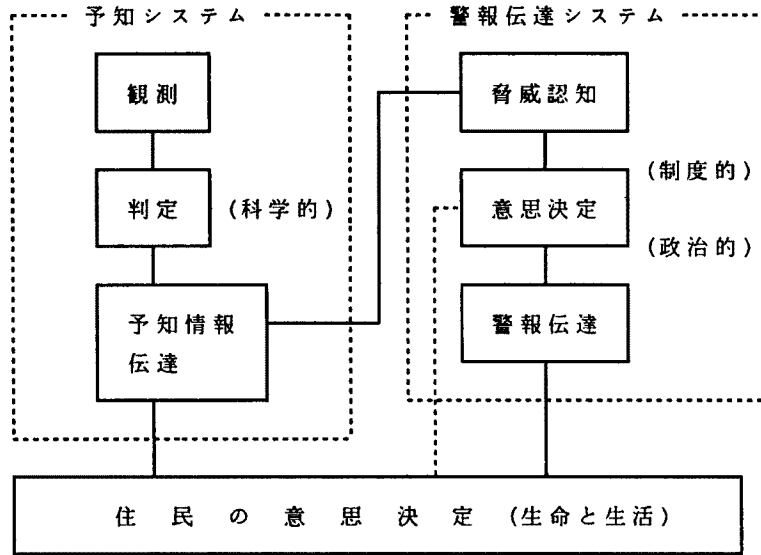 予知システム
観測
判定
(科学的)
予知情報
伝達
警報伝達システム
脅威認知
(制度的)
意思決定
(政治的)
警報伝達
住民の意思決定(生命と生活)